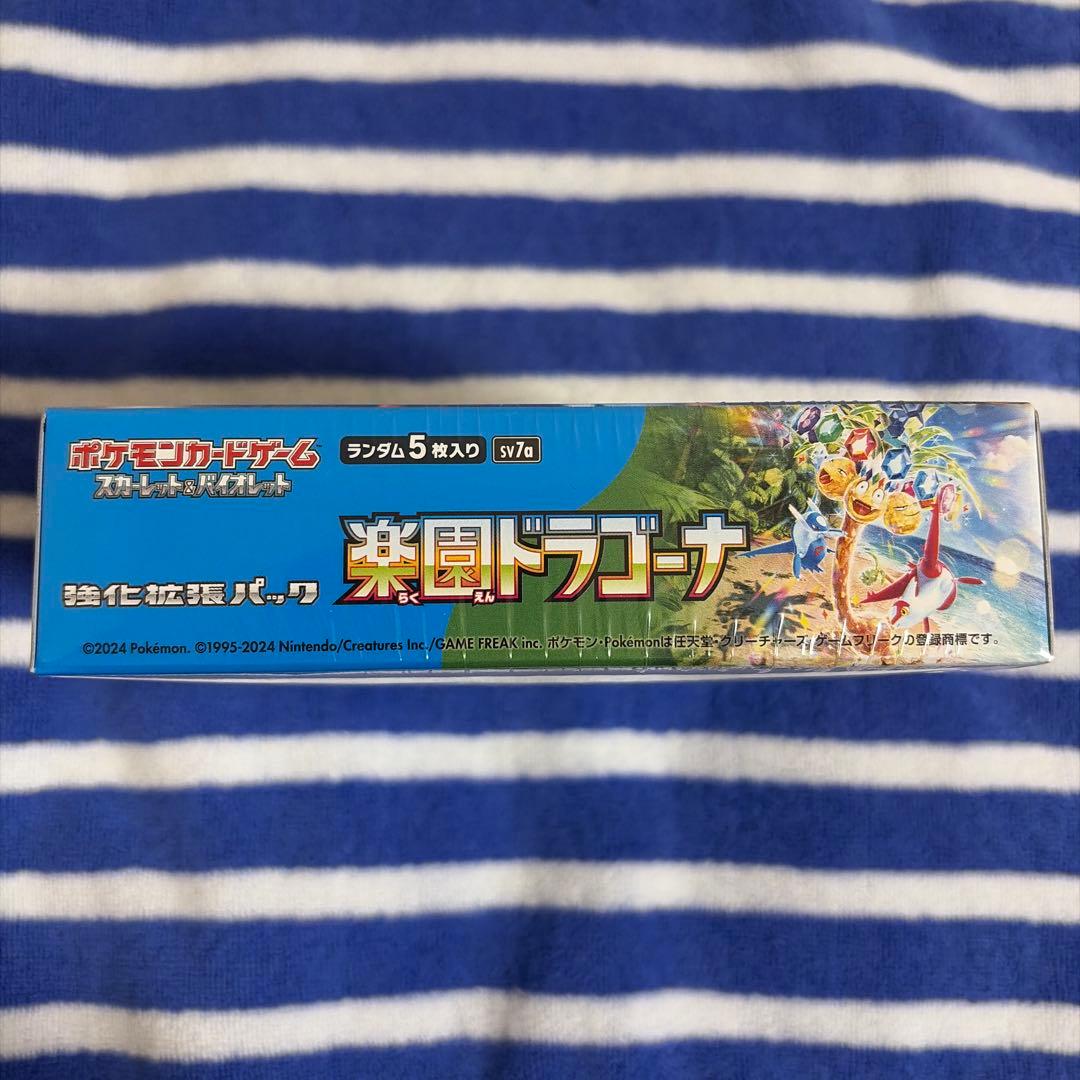 ポケモンカードゲーム
スカーレット&バイオレット
ランダム5枚入り
sv7a
強化拡張パック
楽園ドラゴーナ
らく えん
©2024 Pokémon. ©1995-2024 Nintendo/Creatures Inc./GAME FREAK inc. ポケモン・Pokémonは任天堂・クリーチャーズ・ゲームフリークの登録商標です。